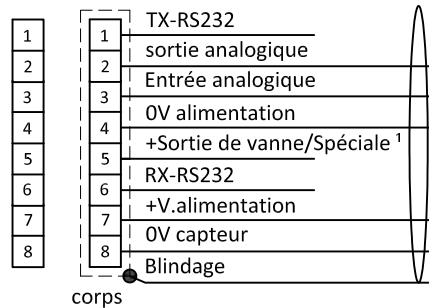 1 1 TX-RS232
2 2 sortie analogique
3 3 Entrée analogique
4 4 0V alimentation
5 5 +Sortie de vanne/Spéciale ¹
6 6 RX-RS232
7 7 +V.alimentation
8 8 0V capteur
Blindage
corps